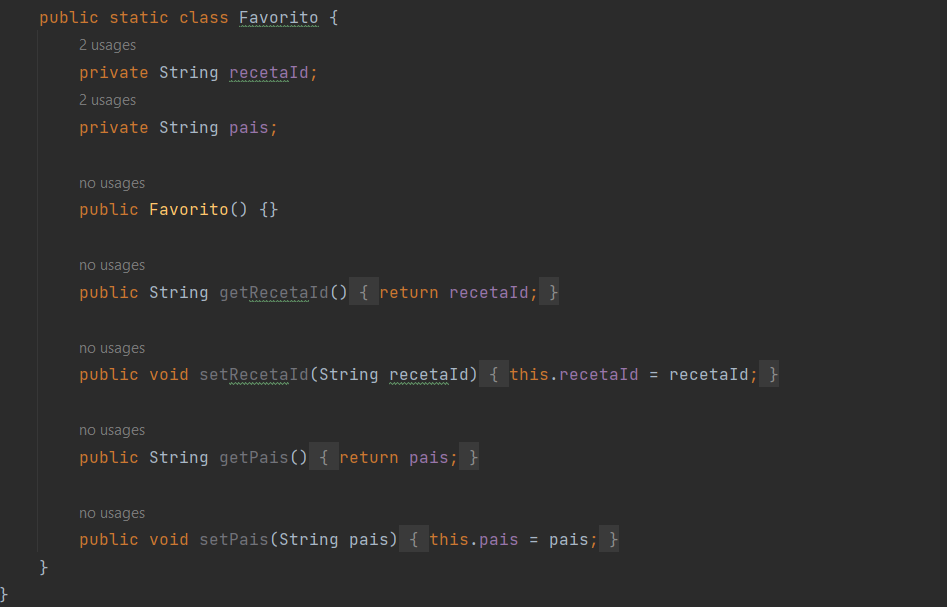 public static class Favorito {
2 usages
private String recetaId;
2 usages
private String pais;
no usages
public Favorito() {}
no usages
public String getRecetaId() { return recetaId; }
no usages
public void setRecetaId(String recetaId) { this.recetaId = recetaId; }
no usages
public String getPais() { return pais; }
no usages
public void setPais(String pais) { this.pais = pais; }
}
}